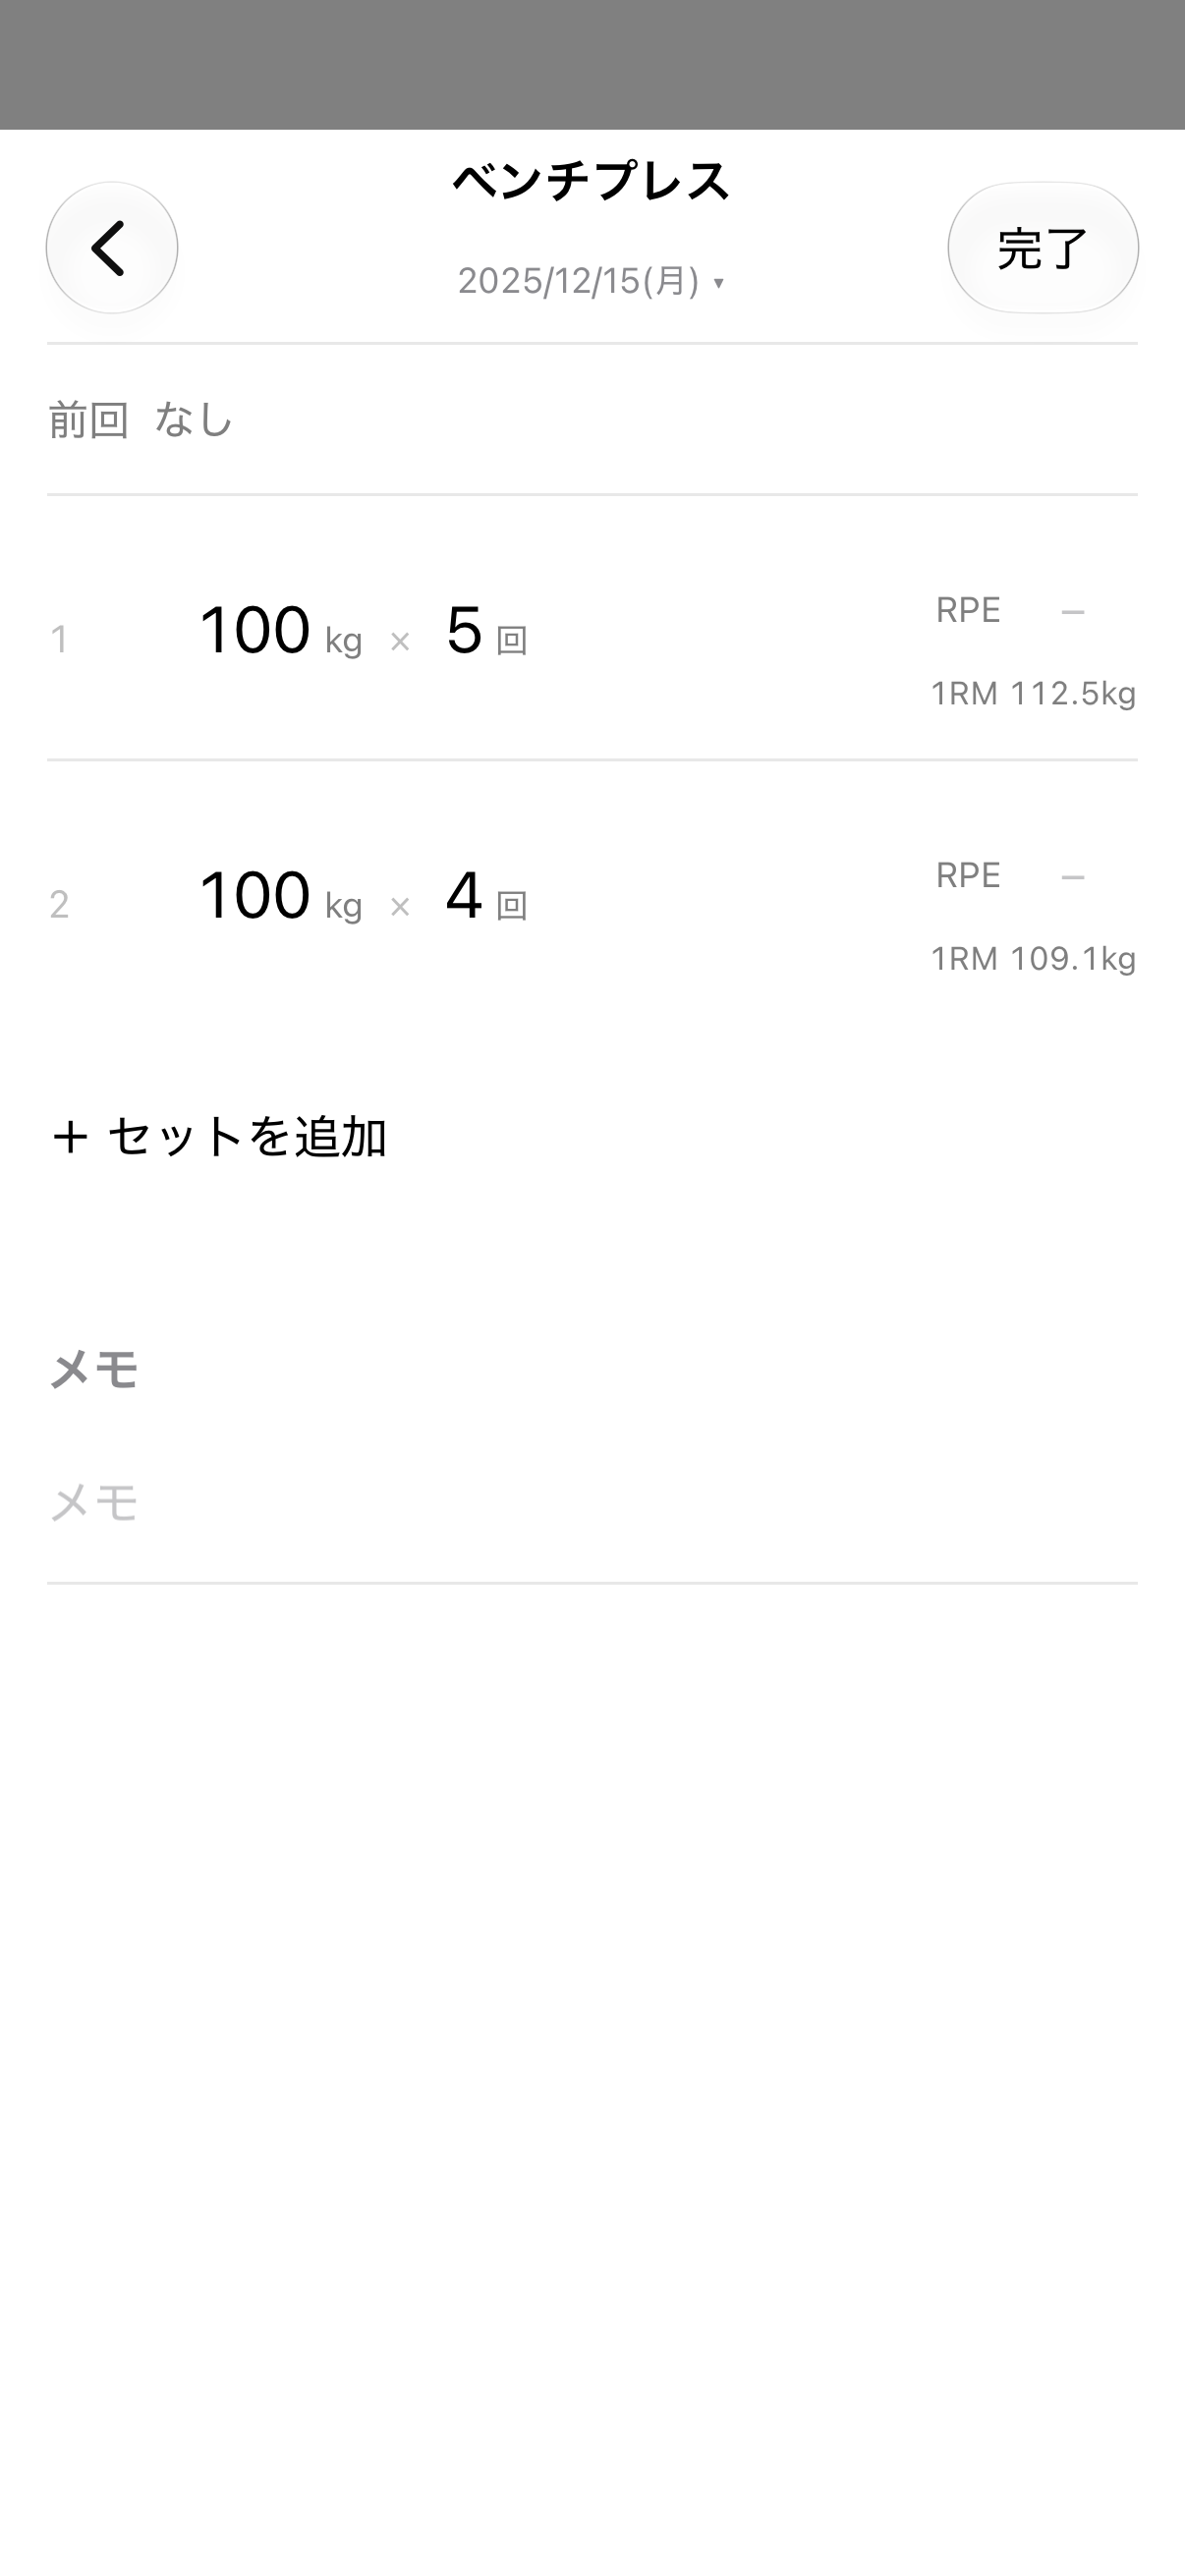 ベンチプレス
2025/12/15(月) ▾
完了
前回 なし
1 100 kg × 5 回 RPE –
1RM 112.5kg
2 100 kg × 4 回 RPE –
1RM 109.1kg
+ セットを追加
メモ
メモ